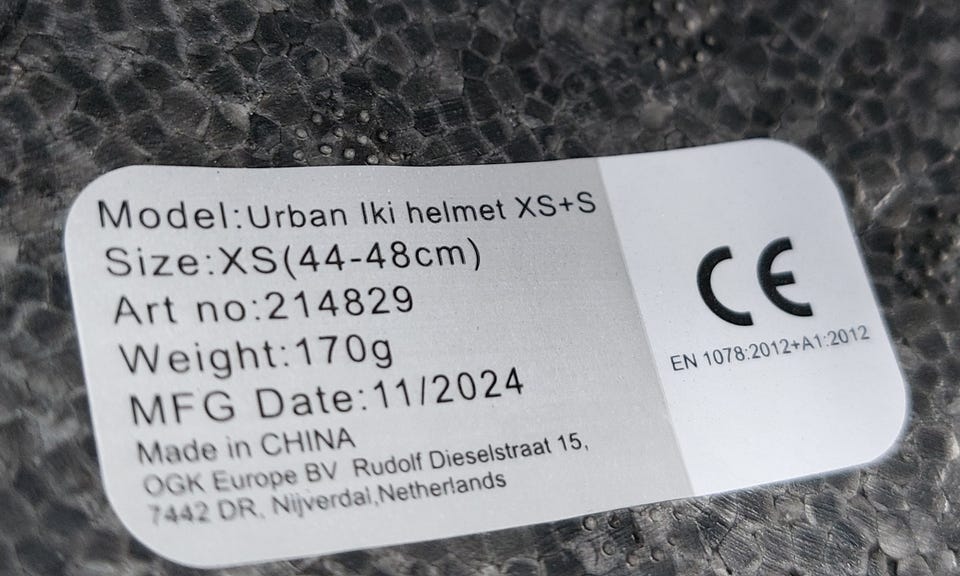 Model:Urban Iki helmet XS+S
Size:XS(44-48cm)
Art no:214829
Weight:170g
MFG Date:11/2024
Made in CHINA
OGK Europe BV Rudolf Dieselstraat 15,
7442 DR, Nijverdal,Netherlands
CE
EN 1078:2012+A1:2012